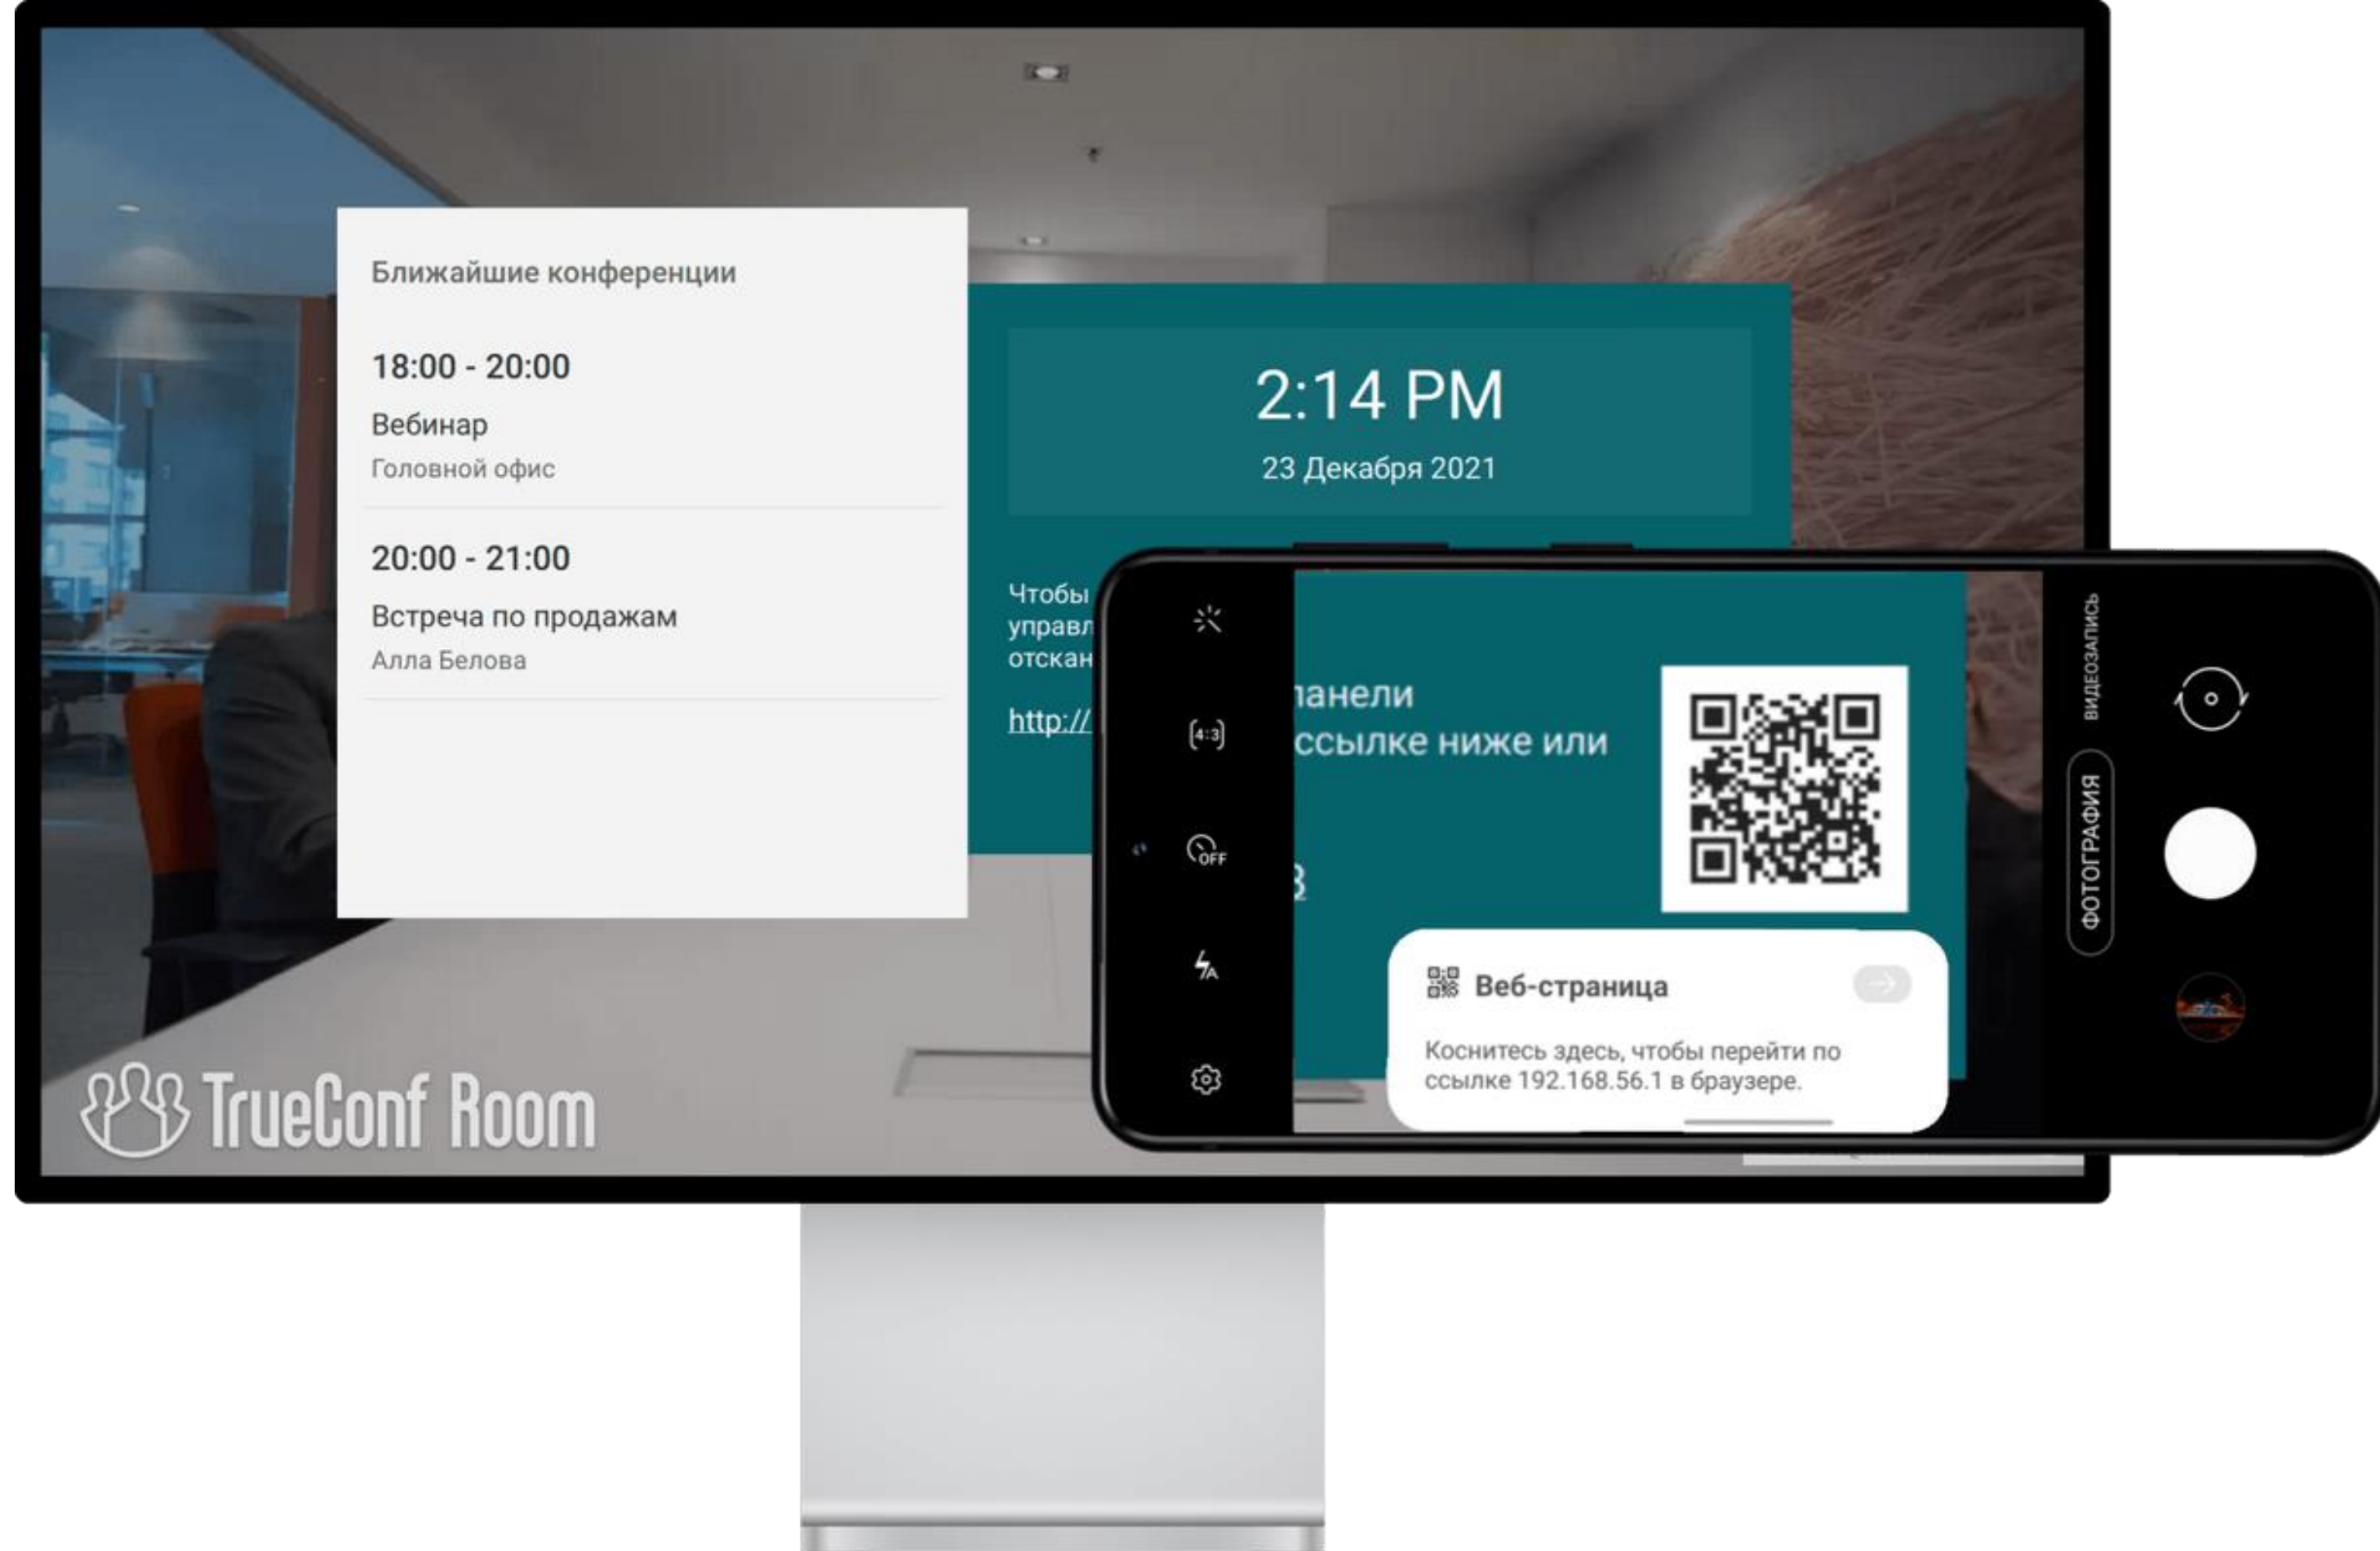 Ближайшие конференции
18:00 - 20:00
Вебинар
Головной офис
20:00 - 21:00
Встреча по продажам
Алла Белова
2:14 PM
23 Декабря 2021
Чтобы
управл
отскан
http://
панели
ссылке ниже или
3
4:3
OFF
A
Веб-страница
Коснитесь здесь, чтобы перейти по
ссылке 192.168.56.1 в браузере.
ВИДЕОЗАПИСЬ
ФОТОГРАФИЯ
TrueConf Room